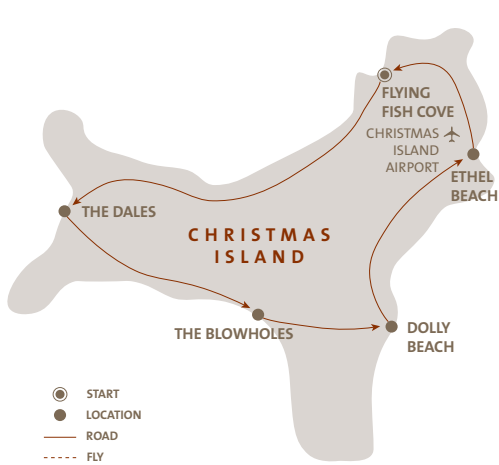 FLYING
FISH COVE
CHRISTMAS
ISLAND
AIRPORT
ETHEL
BEACH
THE DALES
CHRISTMAS
ISLAND
THE BLOWHOLES
DOLLY
BEACH
START
LOCATION
ROAD
FLY